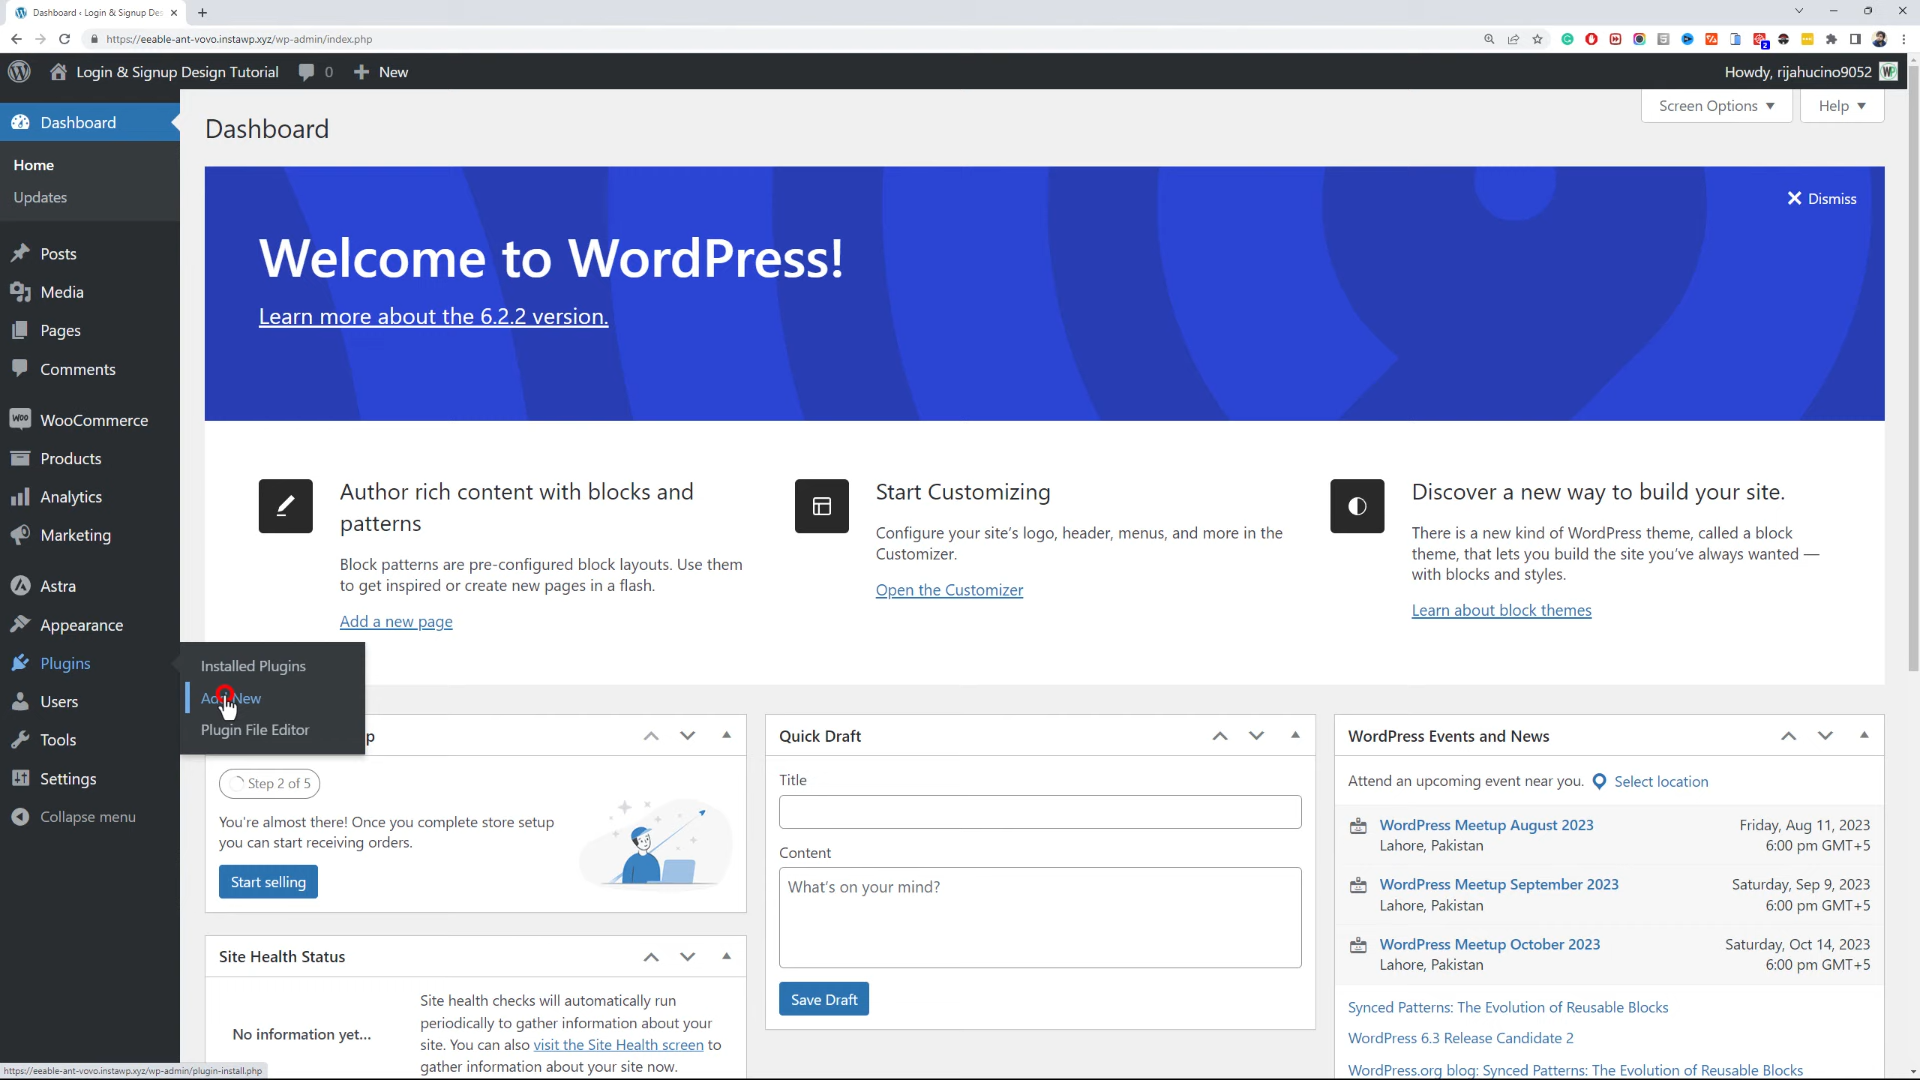 Dashboard ‹ Login & Signup Des
https://eeable-ant-vovo.instawp.xyz/wp-admin/index.php
Login & Signup Design Tutorial
0
New
Howdy, rijahucino9052
Dashboard
Home
Updates
Posts
Media
Pages
Comments
WooCommerce
Products
Analytics
Marketing
Astra
Appearance
Plugins
Users
Tools
Settings
Collapse menu
Installed Plugins
Add New
Plugin File Editor
Screen Options
Help
Dashboard
Dismiss
Welcome to WordPress!
Learn more about the 6.2.2 version.
Author rich content with blocks and
patterns
Block patterns are pre-configured block layouts. Use them
to get inspired or create new pages in a flash.
Add a new page
Start Customizing
Configure your site's logo, header, menus, and more in the
Customizer.
Open the Customizer
Discover a new way to build your site.
There is a new kind of WordPress theme, called a block
theme, that lets you build the site you've always wanted —
with blocks and styles.
Learn about block themes
p
Step 2 of 5
You're almost there! Once you complete store setup
you can start receiving orders.
Start selling
Site Health Status
No information yet...
Site health checks will automatically run
periodically to gather information about your
site. You can also visit the Site Health screen to
gather information about your site now.
Quick Draft
Title
Content
What's on your mind?
Save Draft
WordPress Events and News
Attend an upcoming event near you. Select location
WordPress Meetup August 2023
Lahore, Pakistan
Friday, Aug 11, 2023
6:00 pm GMT+5
WordPress Meetup September 2023
Lahore, Pakistan
Saturday, Sep 9, 2023
6:00 pm GMT+5
WordPress Meetup October 2023
Lahore, Pakistan
Saturday, Oct 14, 2023
6:00 pm GMT+5
Synced Patterns: The Evolution of Reusable Blocks
WordPress 6.3 Release Candidate 2
WordPress.org blog: Synced Patterns: The Evolution of Reusable Blocks
https://eeable-ant-vovo.instawp.xyz/wp-admin/plugin-install.php